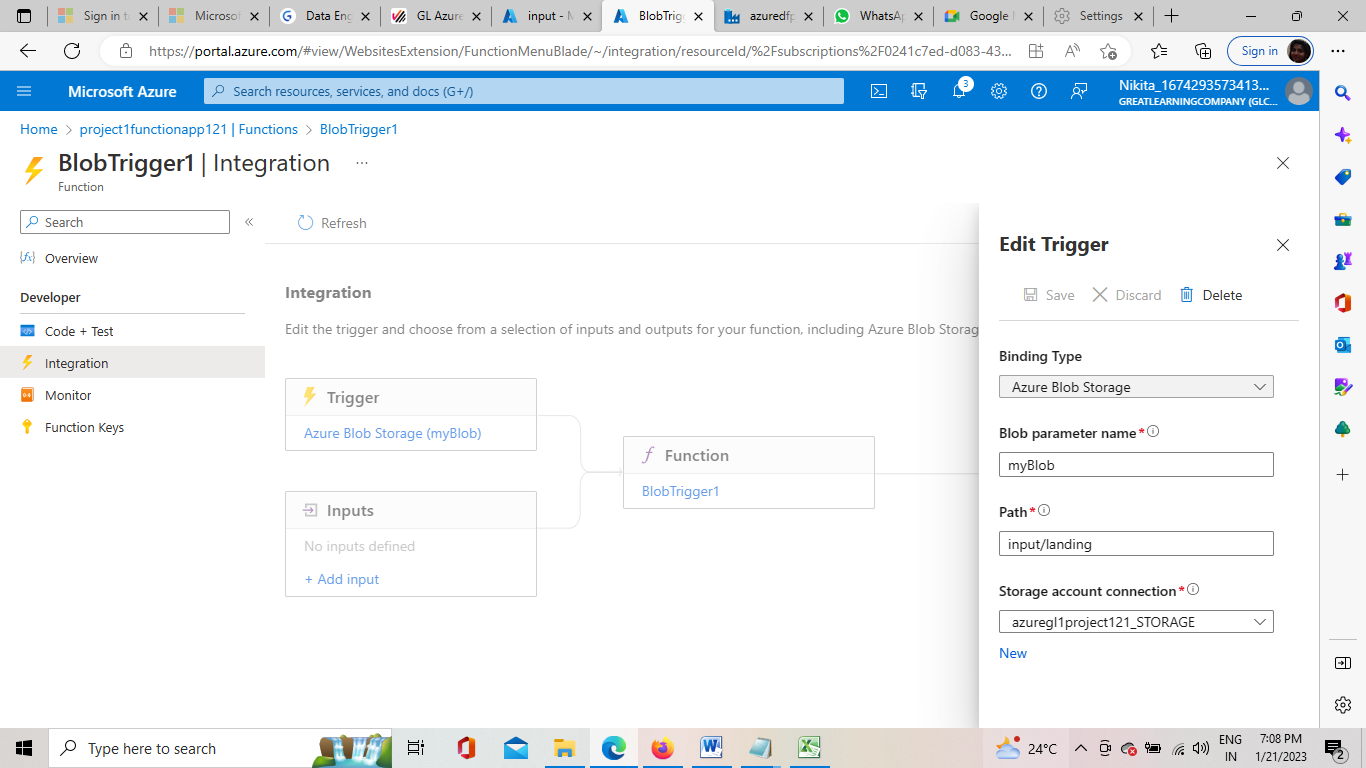 Sign in t
Microsof
Data Eng
GL Azure
input - M
BlobTrigg
azuredfp
WhatsAp
Google M
Settings
https://portal.azure.com/#view/WebsitesExtension/FunctionMenuBlade/~/integration/resourceId/%2Fsubscriptions%2F0241c7ed-d083-43...
Sign in
Microsoft Azure
Search resources, services, and docs (G+/)
3
Nikita_1674293573413...
GREATLEARNINGCOMPANY (GLC...
Home > project1functionapp121 | Functions > BlobTrigger1
BlobTrigger1 | Integration ...
Function
Search
Refresh
Overview
Developer
Code + Test
Integration
Monitor
Function Keys
Integration
Edit the trigger and choose from a selection of inputs and outputs for your function, including Azure Blob Storag
Trigger
Azure Blob Storage (myBlob)
Inputs
No inputs defined
+ Add input
Function
BlobTrigger1
Edit Trigger
Save
Discard
Delete
Binding Type
Azure Blob Storage
Blob parameter name*
myBlob
Path*
input/landing
Storage account connection*
azuregl1project121_STORAGE
New
Type here to search
24°C
ENG
IN
7:08 PM
1/21/2023
2